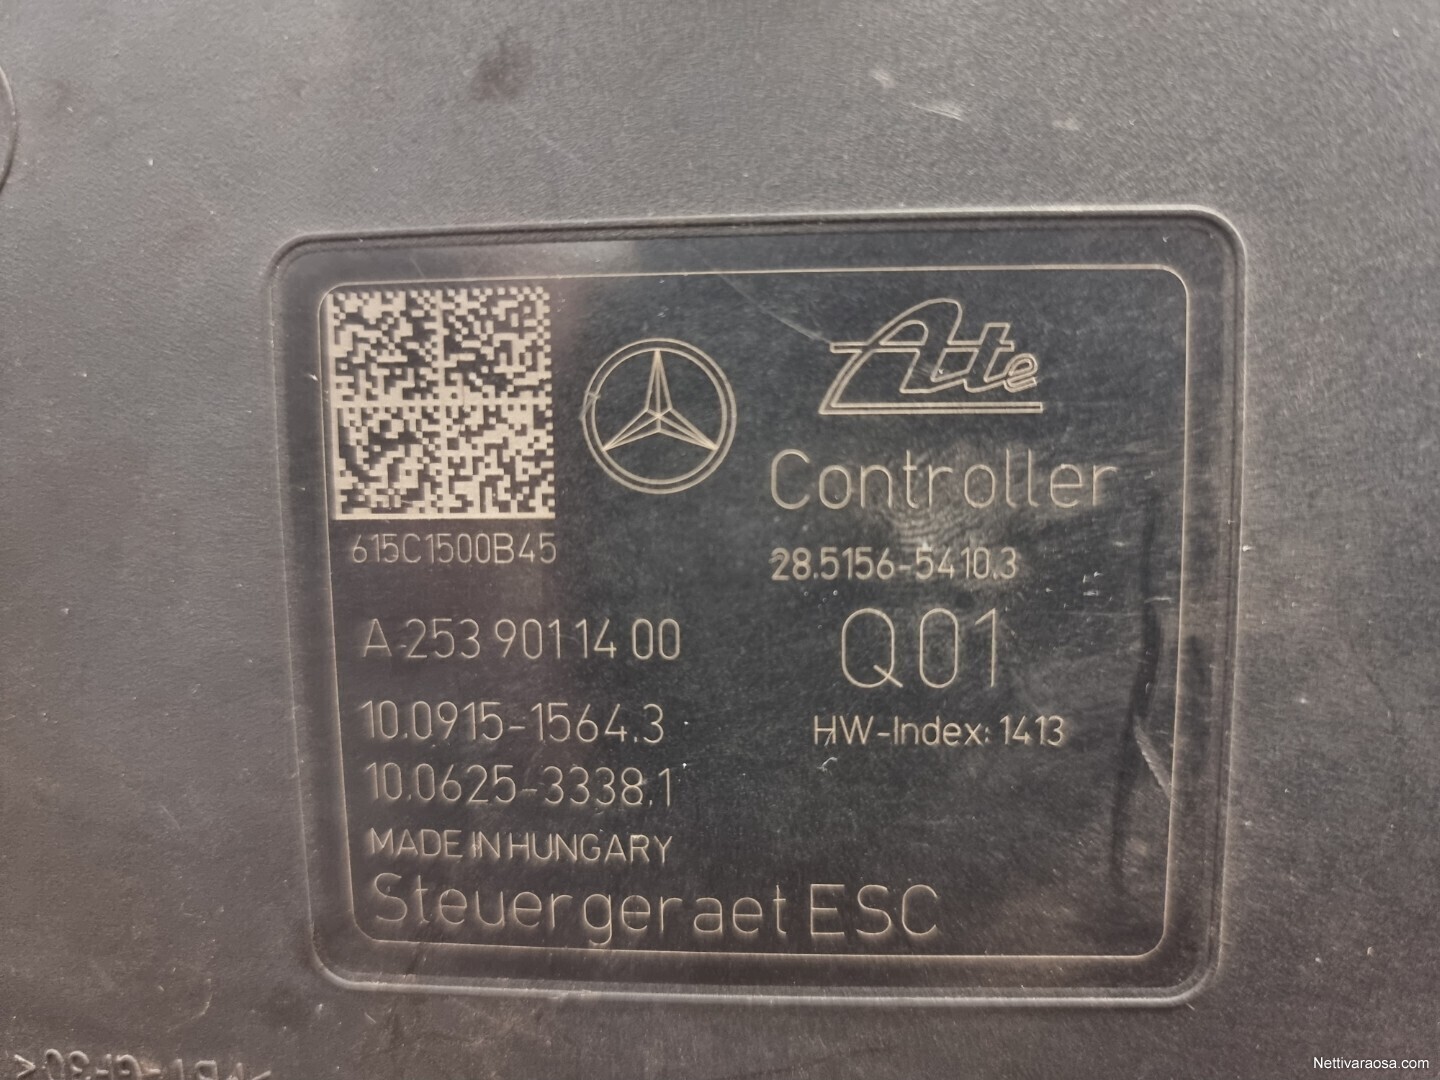 Ate
Controller
615C1500B45
28.5156-5410.3
A 253 901 14 00
Q01
10.0915-1564.3
HW-Index: 1413
10.0625-3338.1
MADE IN HUNGARY
Steuergeraet ESC
Nettivaraosa.com